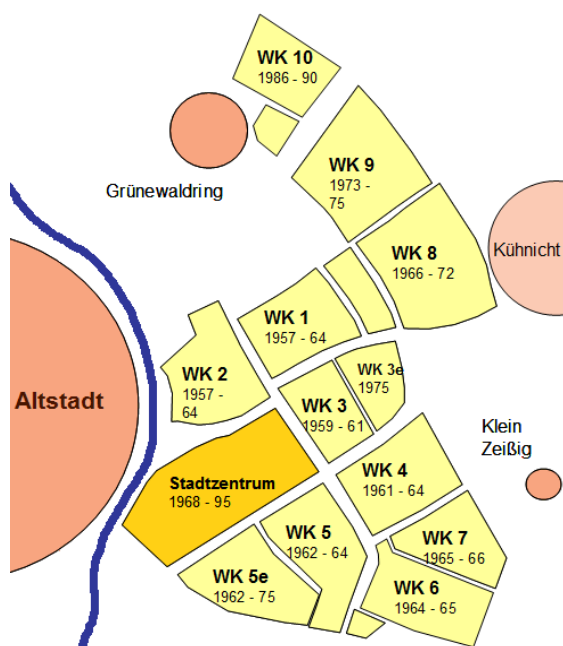 WK 10
1986 - 90
Grünewaldring
WK 9
1973 -
75
Kühnicht
WK 8
1966 - 72
WK 1
1957 - 64
WK 2
1957 -
64
WK 3e
1975
WK 3
1959 - 61
Altstadt
Klein
Zeißig
WK 4
1961 - 64
Stadtzentrum
1968 - 95
WK 5
1962 - 64
WK 7
1965 - 66
WK 5e
1962 - 75
WK 6
1964 - 65